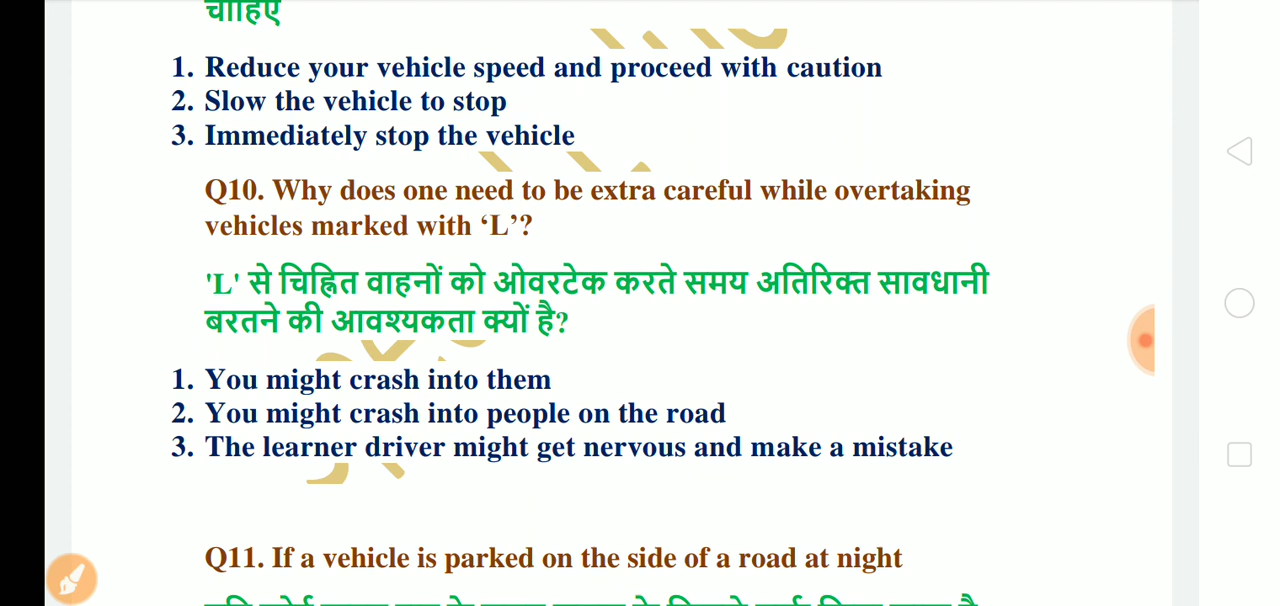 चाहिए
1. Reduce your vehicle speed and proceed with caution
2. Slow the vehicle to stop
3. Immediately stop the vehicle
Q10. Why does one need to be extra careful while overtaking
vehicles marked with ‘L’?
'L' से चिह्नित वाहनों को ओवरटेक करते समय अतिरिक्त सावधानी
बरतने की आवश्यकता क्यों है?
1. You might crash into them
2. You might crash into people on the road
3. The learner driver might get nervous and make a mistake
Q11. If a vehicle is parked on the side of a road at night